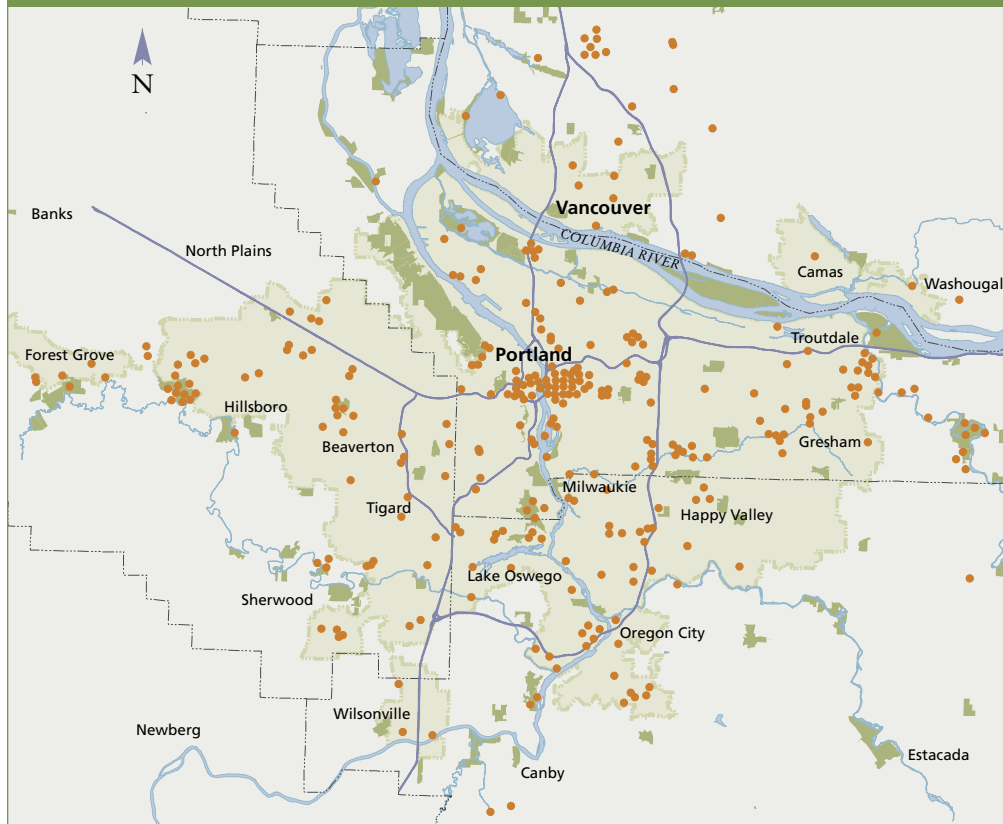 N
Banks
North Plains
Vancouver
COLUMBIA RIVER
Camas
Washougal
Troutdale
Forest Grove
Portland
Hillsboro
Beaverton
Gresham
Tigard
Milwaukie
Happy Valley
Lake Oswego
Sherwood
Oregon City
Wilsonville
Newberg
Canby
Estacada